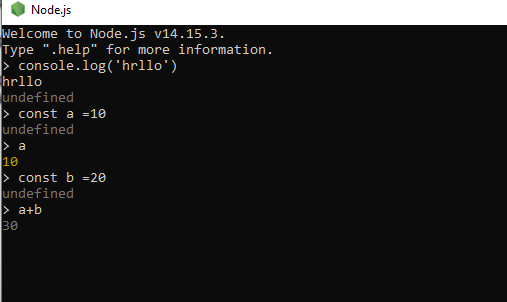 Node.js
Welcome to Node.js v14.15.3.
Type ".help" for more information.
> console.log('hrllo')
hrllo
undefined
> const a =10
undefined
> a
10
> const b =20
undefined
> a+b
30